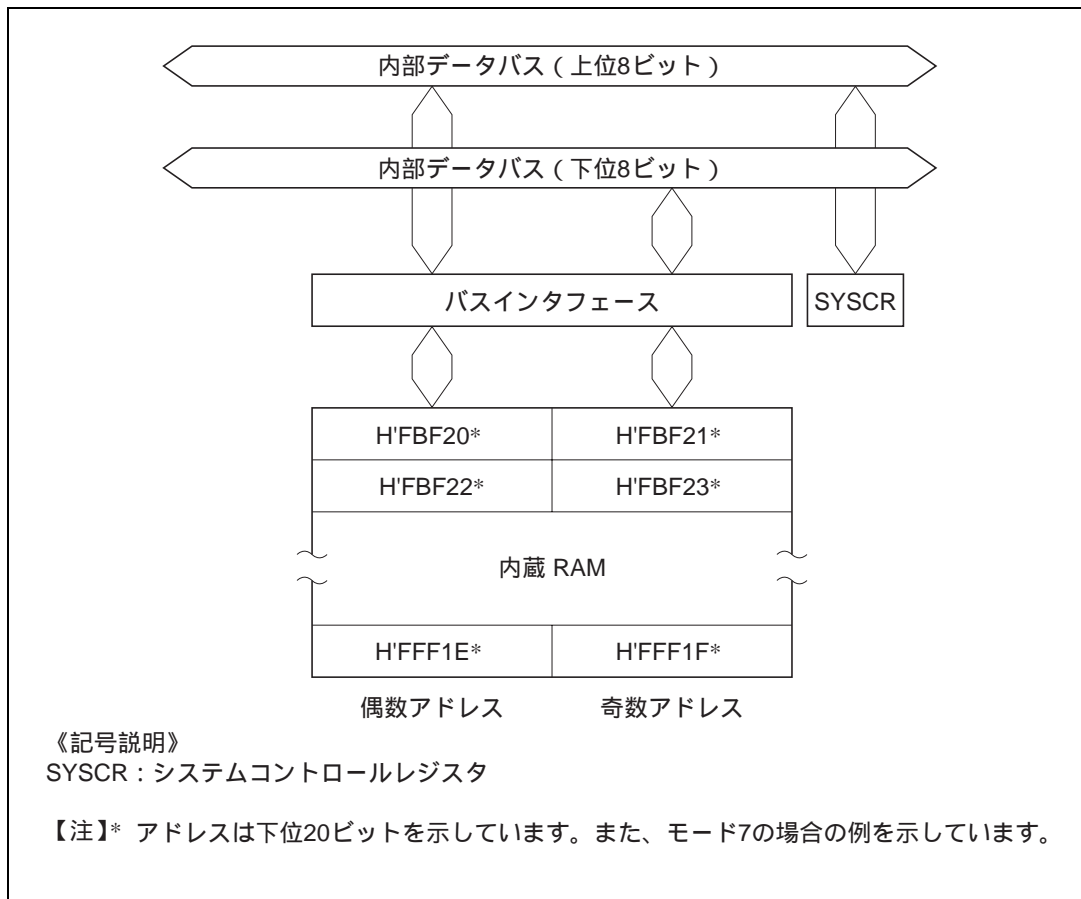 内部データバス（上位8ビット）
内部データバス（下位8ビット）
バスインタフェース
SYSCR
H'FBF20*
H'FBF21*
H'FBF22*
H'FBF23*
内蔵 RAM
H'FFF1E*
H'FFF1F*
偶数アドレス
奇数アドレス
《記号説明》
SYSCR：システムコントロールレジスタ
【注】* アドレスは下位20ビットを示しています。また、モード7の場合の例を示しています。